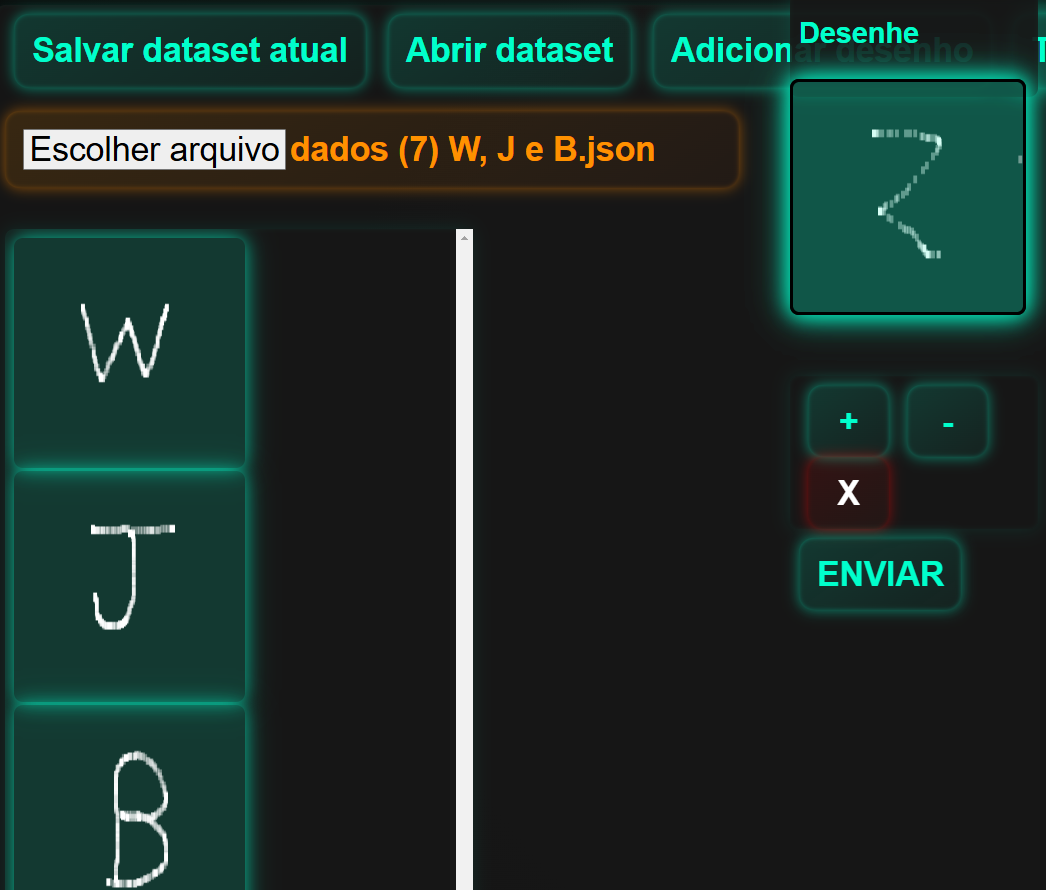 Salvar dataset atual Abrir dataset Adicionar desenho T
Desenhe
Escolher arquivo dados (7) W, J e B.json
W
J
B
+ -
X
ENVIAR